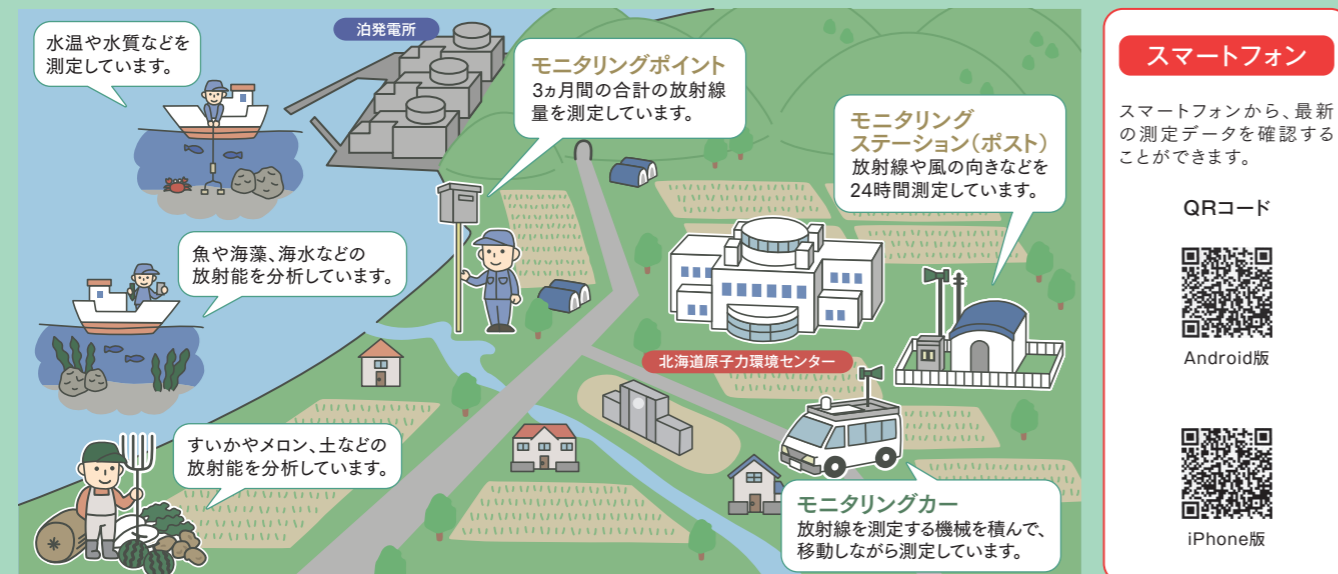 水温や水質などを
測定しています。
泊発電所
モニタリングポイント
3ヵ月間の合計の放射線
量を測定しています。
モニタリング
ステーション(ポスト)
放射線や風の向きなどを
24時間測定しています。
魚や海藻、海水などの
放射能を分析しています。
北海道原子力環境センター
すいかやメロン、土などの
放射能を分析しています。
モニタリングカー
放射線を測定する機械を積んで、
移動しながら測定しています。
スマートフォン
スマートフォンから、最新
の測定データを確認する
ことができます。
QRコード
Android版
iPhone版